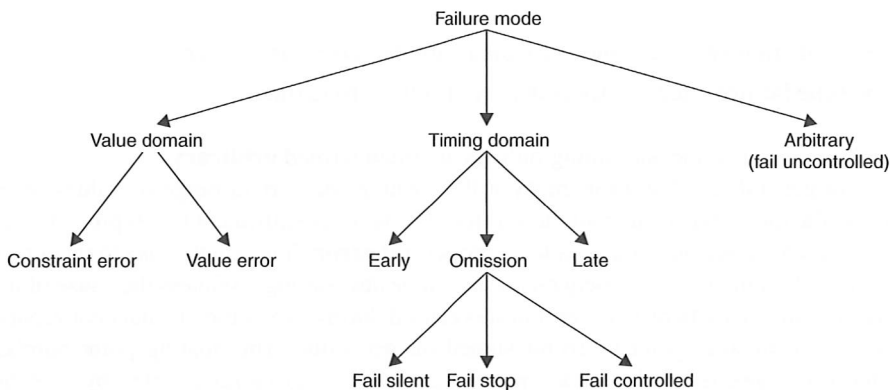 Failure mode
Value domain
Timing domain
Arbitrary
(fail uncontrolled)
Constraint error
Value error
Early
Omission
Late
Fail silent
Fail stop
Fail controlled